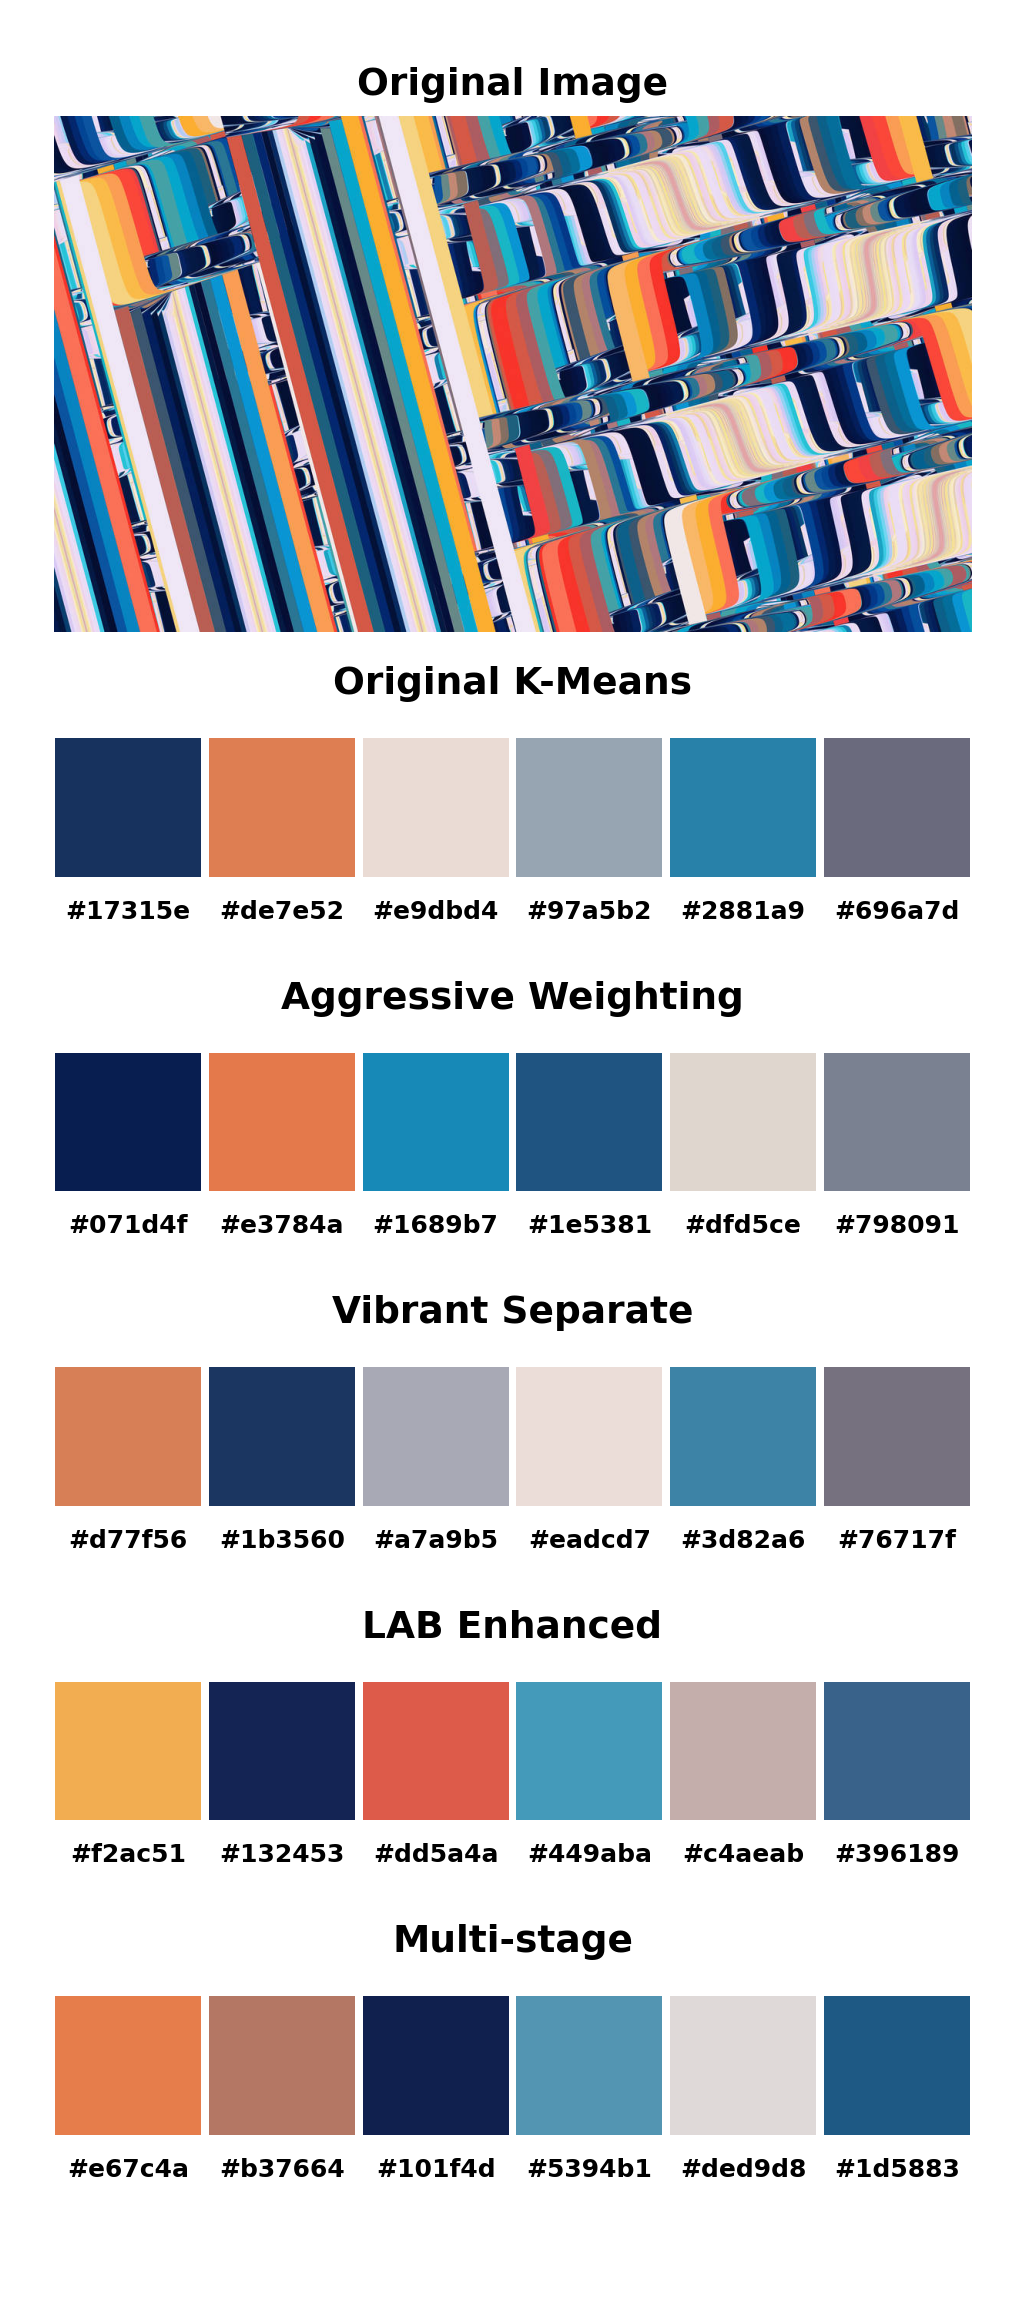 Original Image
Original K-Means
#17315e #de7e52 #e9dbd4 #97a5b2 #2881a9 #696a7d
Aggressive Weighting
#071d4f #e3784a #1689b7 #1e5381 #dfd5ce #798091
Vibrant Separate
#d77f56 #1b3560 #a7a9b5 #eadcd7 #3d82a6 #76717f
LAB Enhanced
#f2ac51 #132453 #dd5a4a #449aba #c4aeab #396189
Multi-stage
#e67c4a #b37664 #101f4d #5394b1 #ded9d8 #1d5883